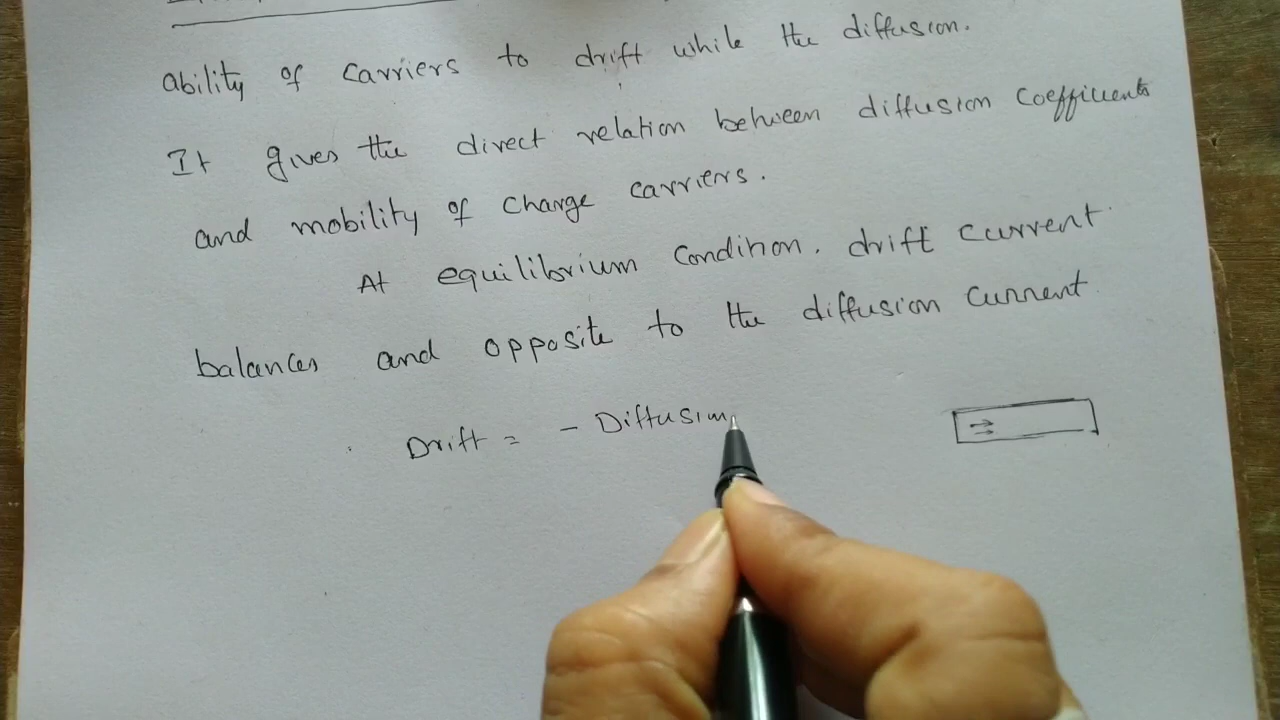 ability of carriers to drift while the diffusion.
It gives the direct relation between diffusion coefficients
and mobility of charge carriers.
At equilibrium condition. drift current
balances and opposite to the diffusion current
Drift = - Diffusion